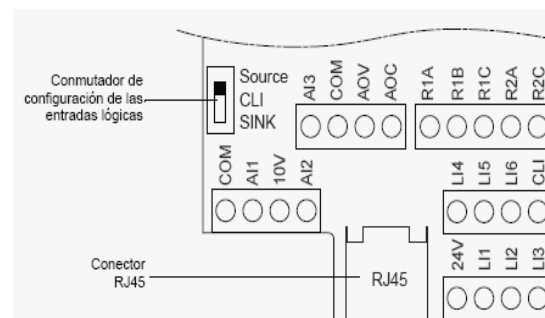 Conmutador de
configuración de las
entradas lógicas
Source
CLI
SINK
AI3
COM
AOV
AOC
R1A
R1B
R1C
R2A
R2C
COM
AI1
10V
AI2
LI4
LI5
LI6
CLI
24V
LI1
LI2
LI3
Conector
RJ45
RJ45